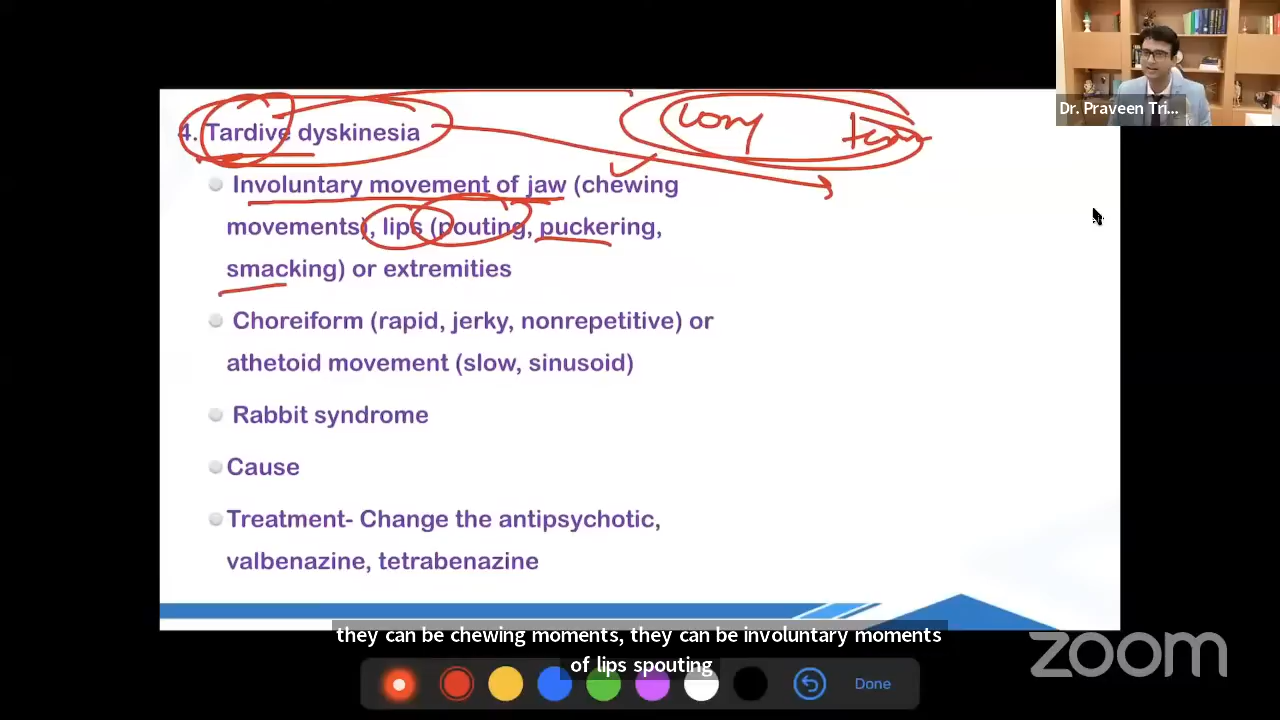 Dr. Praveen Tri...
4. Tardive dyskinesia
long term
Involuntary movement of jaw (chewing
movements), lips (pouting, puckering,
smacking) or extremities
Choreiform (rapid, jerky, nonrepetitive) or
athetoid movement (slow, sinusoid)
Rabbit syndrome
Cause
Treatment- Change the antipsychotic,
valbenazine, tetrabenazine
they can be chewing moments, they can be involuntary moments
of lips spouting
zoom
Done